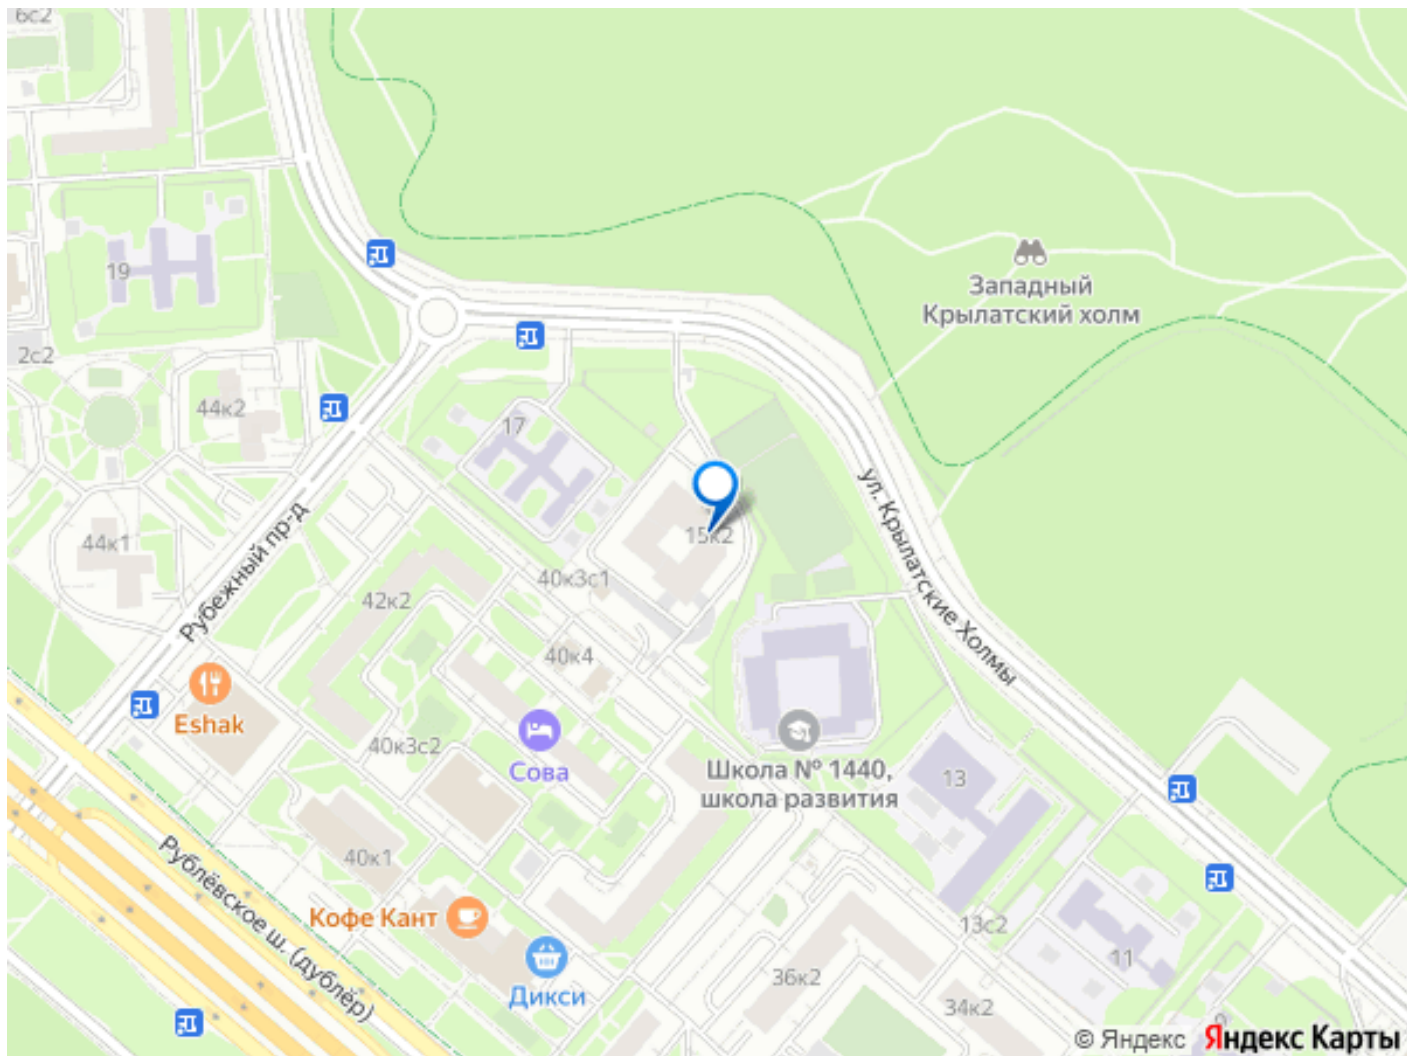 6с2
19
2с2
44к2
44к1
17
Западный
Крылатский холм
Рубежный пр-д
15к2
40к3с1
42к2
40к4
ул. Крылатские Холмы
Eshak
40к3с2
Сова
Школа № 1440,
школа развития
13
40к1
Рублёвское ш. (дублёр)
Кофе Кант
Дикси
13с2
11
36к2
34к2
9
© Яндекс Яндекс Карты